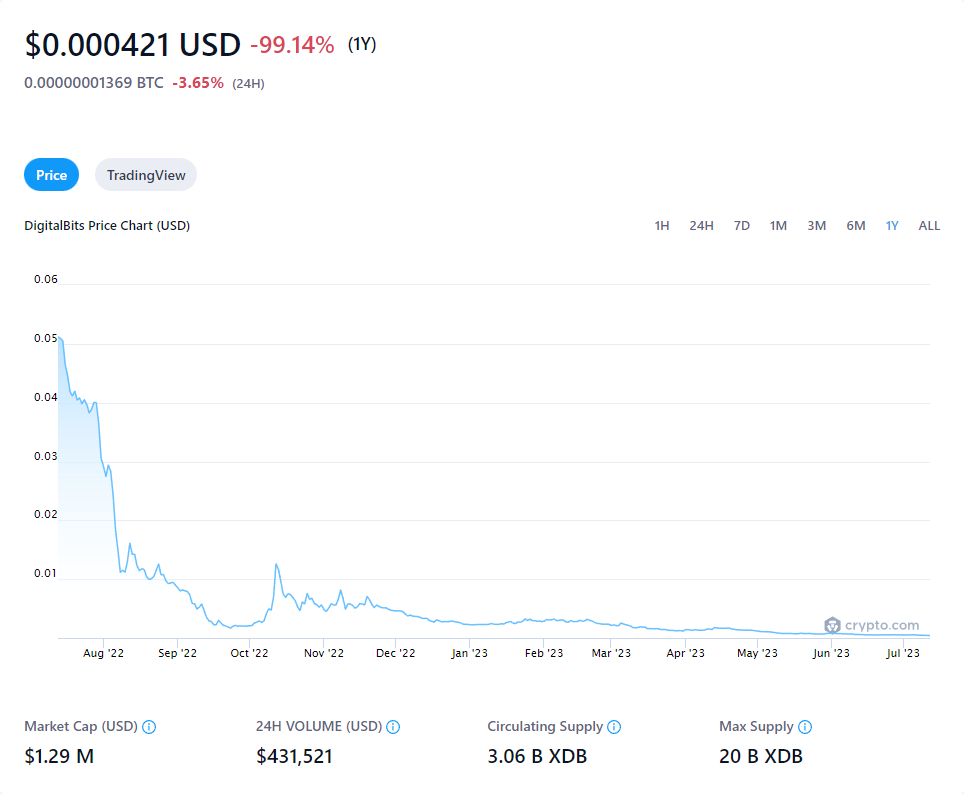 $0.000421 USD -99.14% (1Y)
0.00000001369 BTC -3.65% (24H)
Price TradingView
DigitalBits Price Chart (USD) 1H 24H 7D 1M 3M 6M 1Y ALL
0.06
0.05
0.04
0.03
0.02
0.01
crypto.com
Aug '22 Sep '22 Oct '22 Nov '22 Dec '22 Jan '23 Feb '23 Mar '23 Apr '23 May '23 Jun '23 Jul '23
Market Cap (USD) 24H VOLUME (USD) Circulating Supply Max Supply
$1.29 M $431,521 3.06 B XDB 20 B XDB